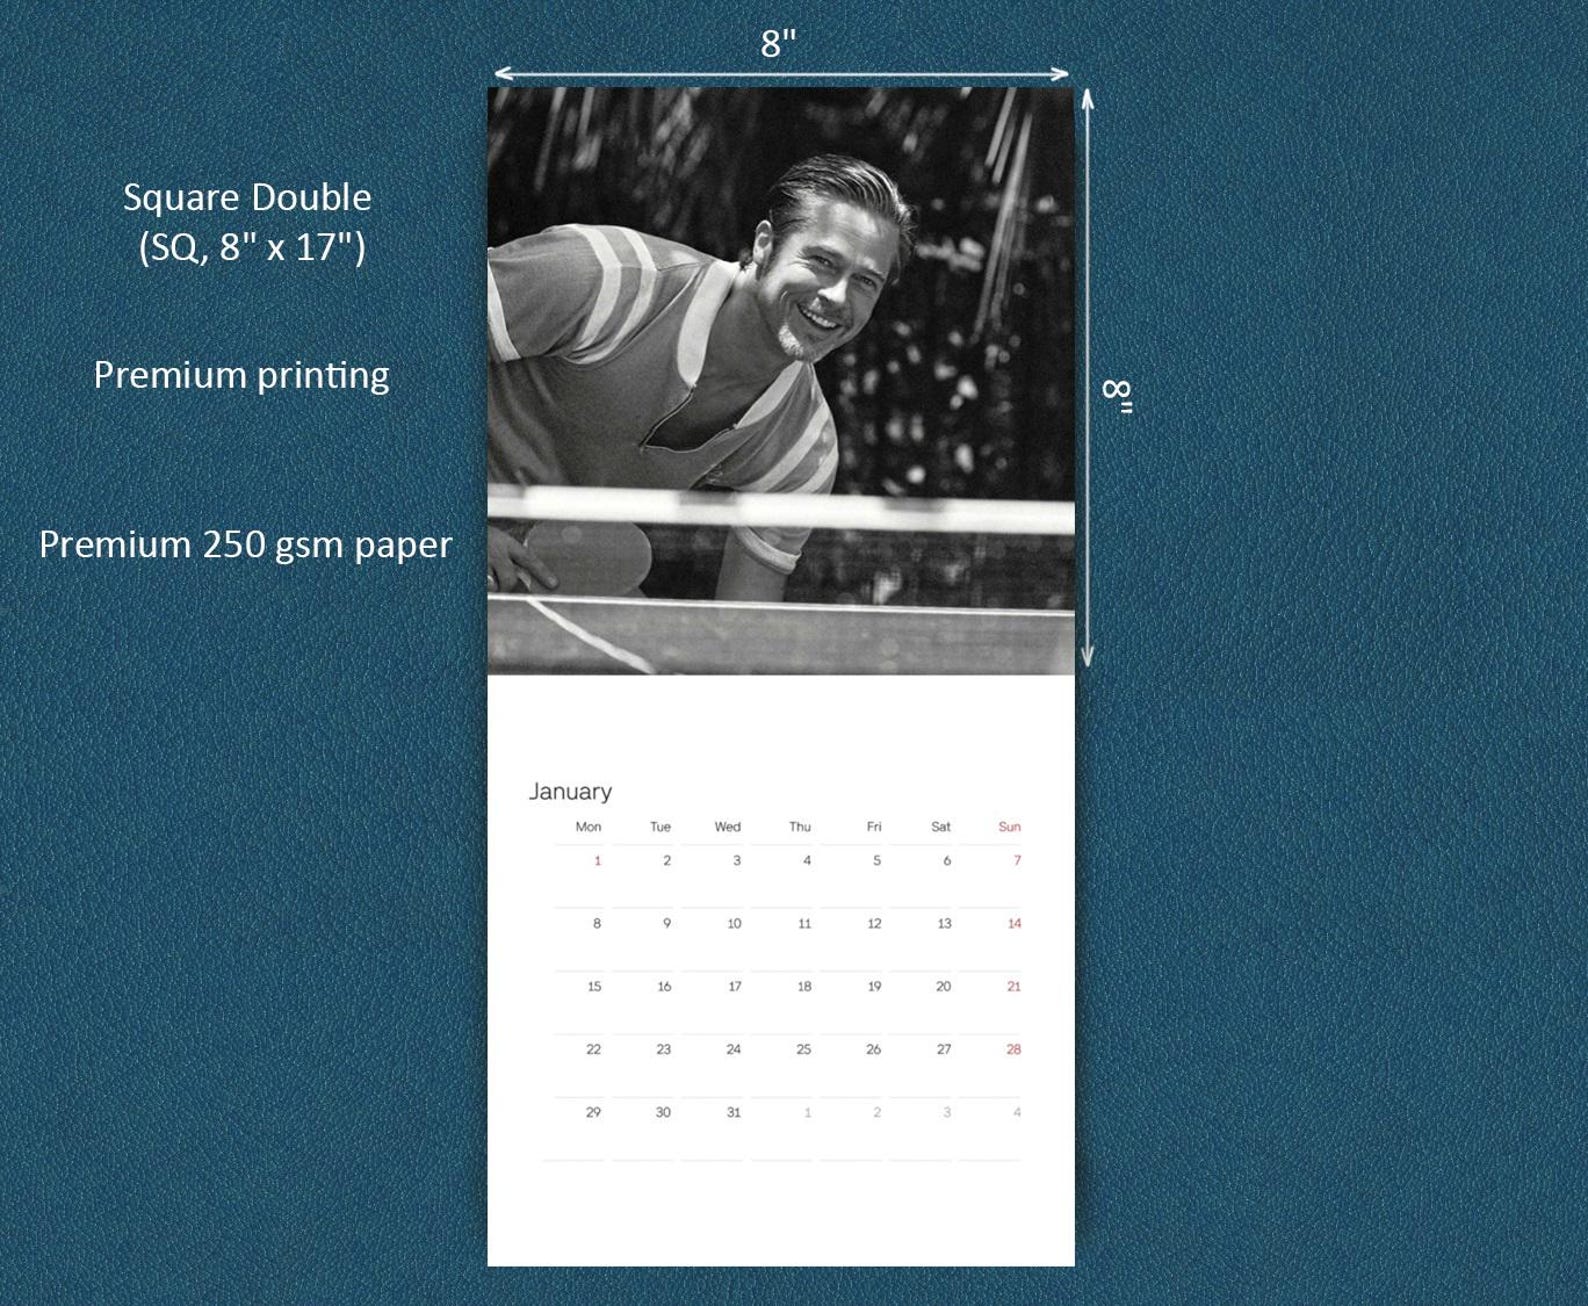 8"
Square Double
(SQ, 8" x 17")
Premium printing
8"
Premium 250 gsm paper
January
Mon Tue Wed Thu Fri Sat Sun
1 2 3 4 5 6 7
8 9 10 11 12 13 14
15 16 17 18 19 20 21
22 23 24 25 26 27 28
29 30 31 1 2 3 4